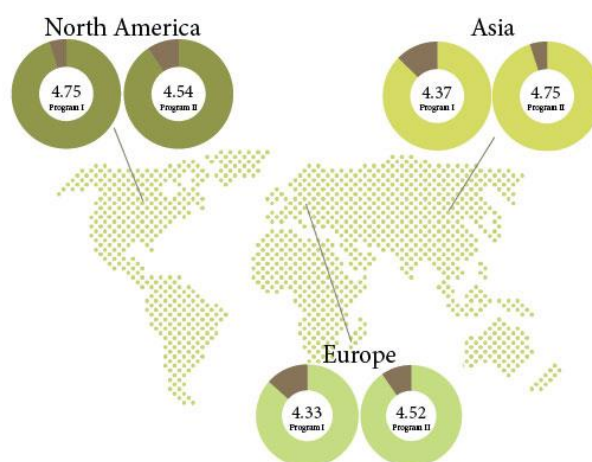 North America
4.75
Program I
4.54
Program II
Asia
4.37
Program I
4.75
Program II
Europe
4.33
Program I
4.52
Program II